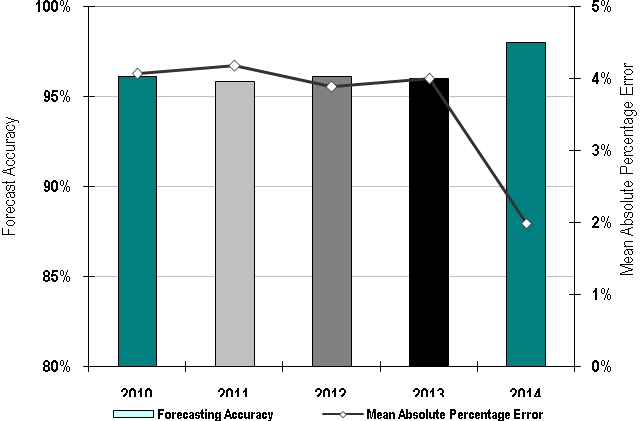 100%
95%
90%
85%
80%
Forecast Accuracy
5%
4%
3%
2%
1%
0%
Mean Absolute Percentage Error
2010 2011 2012 2013 2014
Forecasting Accuracy Mean Absolute Percentage Error